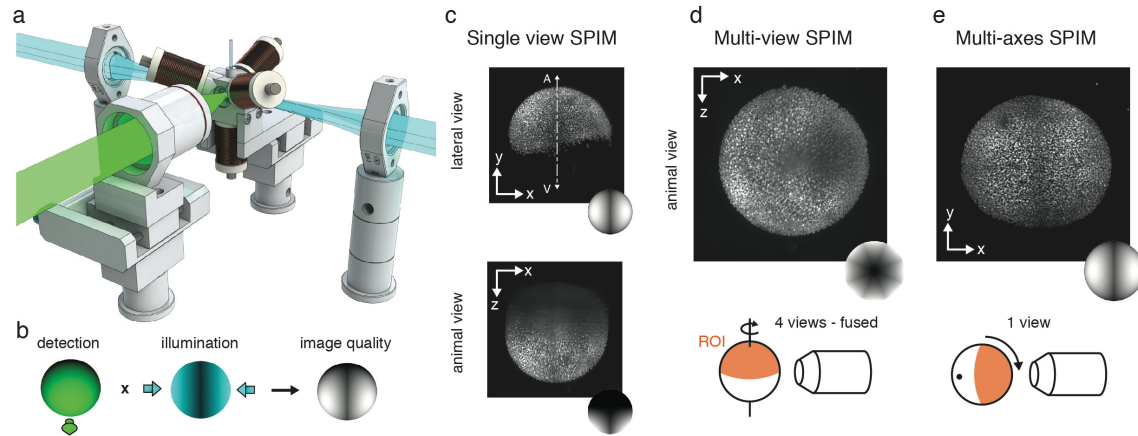 a
b
detection
illumination
image quality
x
c
Single view SPIM
lateral view
A
V
y
x
animal view
x
z
d
Multi-view SPIM
animal view
x
z
4 views - fused
ROI
e
Multi-axes SPIM
y
x
1 view